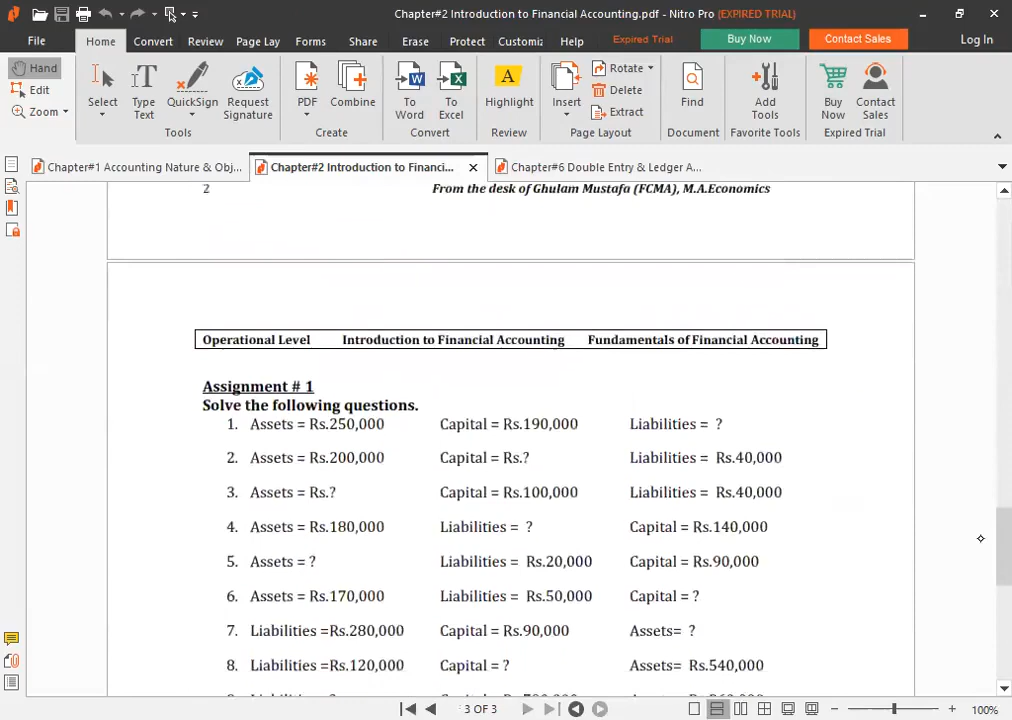 Chapter#2 Introduction to Financial Accounting.pdf - Nitro Pro (EXPIRED TRIAL)
File Home Convert Review Page Lay Forms Share Erase Protect Customiz Help Expired Trial Buy Now Contact Sales Log In
Hand
Edit
Zoom
Select
Type Text
QuickSign
Request Signature
Tools
PDF
Combine
Create
To Word
To Excel
Convert
Highlight
Review
Insert
Rotate
Delete
Extract
Page Layout
Find
Document
Add Tools
Favorite Tools
Buy Now
Contact Sales
Expired Trial
Chapter#1 Accounting Nature & Obj... Chapter#2 Introduction to Financi... Chapter#6 Double Entry & Ledger A...
2 From the desk of Ghulam Mustafa (FCMA), M.A.Economics
Operational Level Introduction to Financial Accounting Fundamentals of Financial Accounting
Assignment # 1
Solve the following questions.
1. Assets = Rs.250,000 Capital = Rs.190,000 Liabilities = ?
2. Assets = Rs.200,000 Capital = Rs.? Liabilities = Rs.40,000
3. Assets = Rs.? Capital = Rs.100,000 Liabilities = Rs.40,000
4. Assets = Rs.180,000 Liabilities = ? Capital = Rs.140,000
5. Assets = ? Liabilities = Rs.20,000 Capital = Rs.90,000
6. Assets = Rs.170,000 Liabilities = Rs.50,000 Capital = ?
7. Liabilities =Rs.280,000 Capital = Rs.90,000 Assets= ?
8. Liabilities =Rs.120,000 Capital = ? Assets= Rs.540,000
3 OF 3
100%